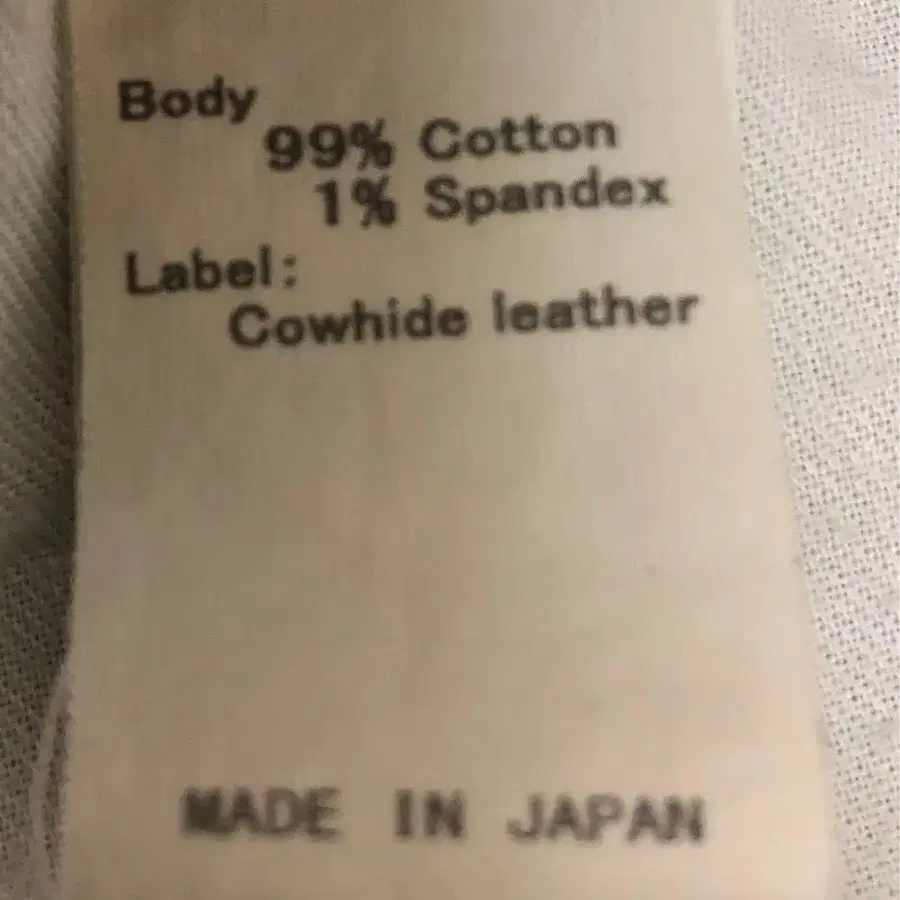 Body
99% Cotton
1% Spandex
Label:
Cowhide leather
MADE IN JAPAN